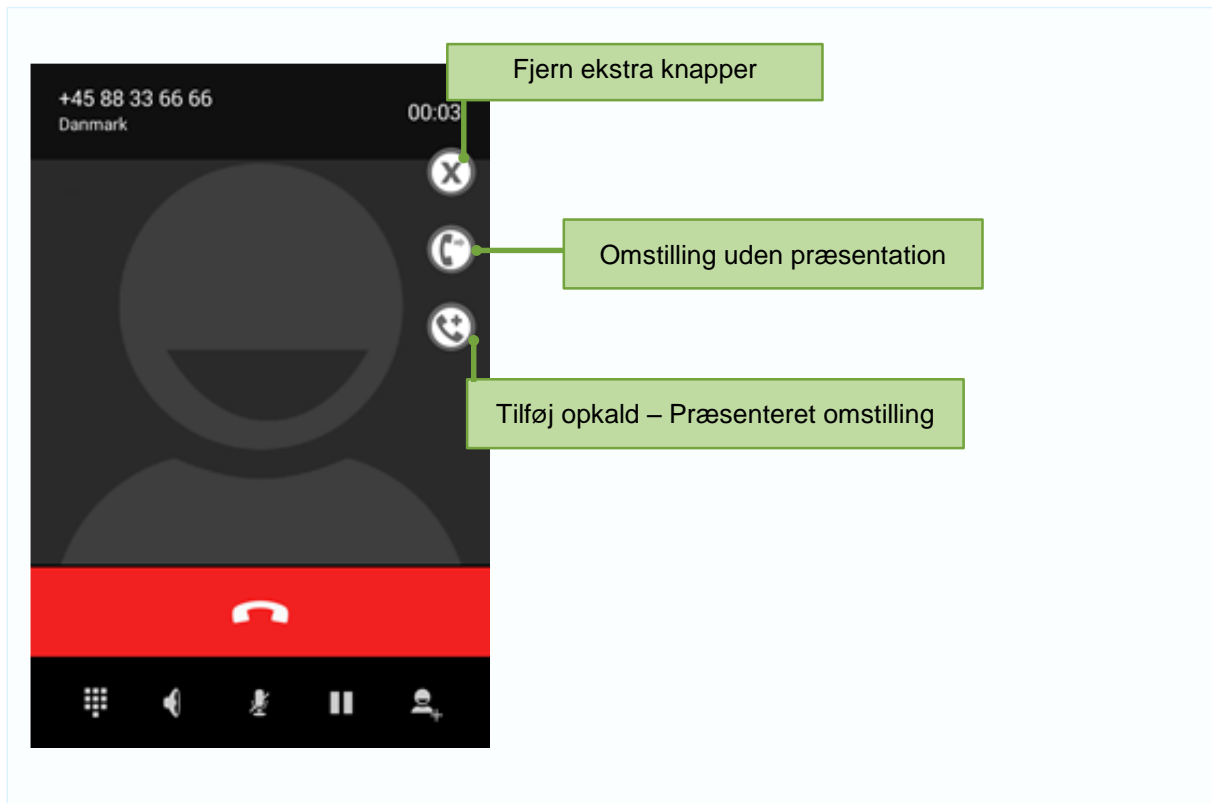 Fjern ekstra knapper
+45 88 33 66 66
00:03
Danmark
X
Omstilling uden præsentation
Tilføj opkald – Præsenteret omstilling